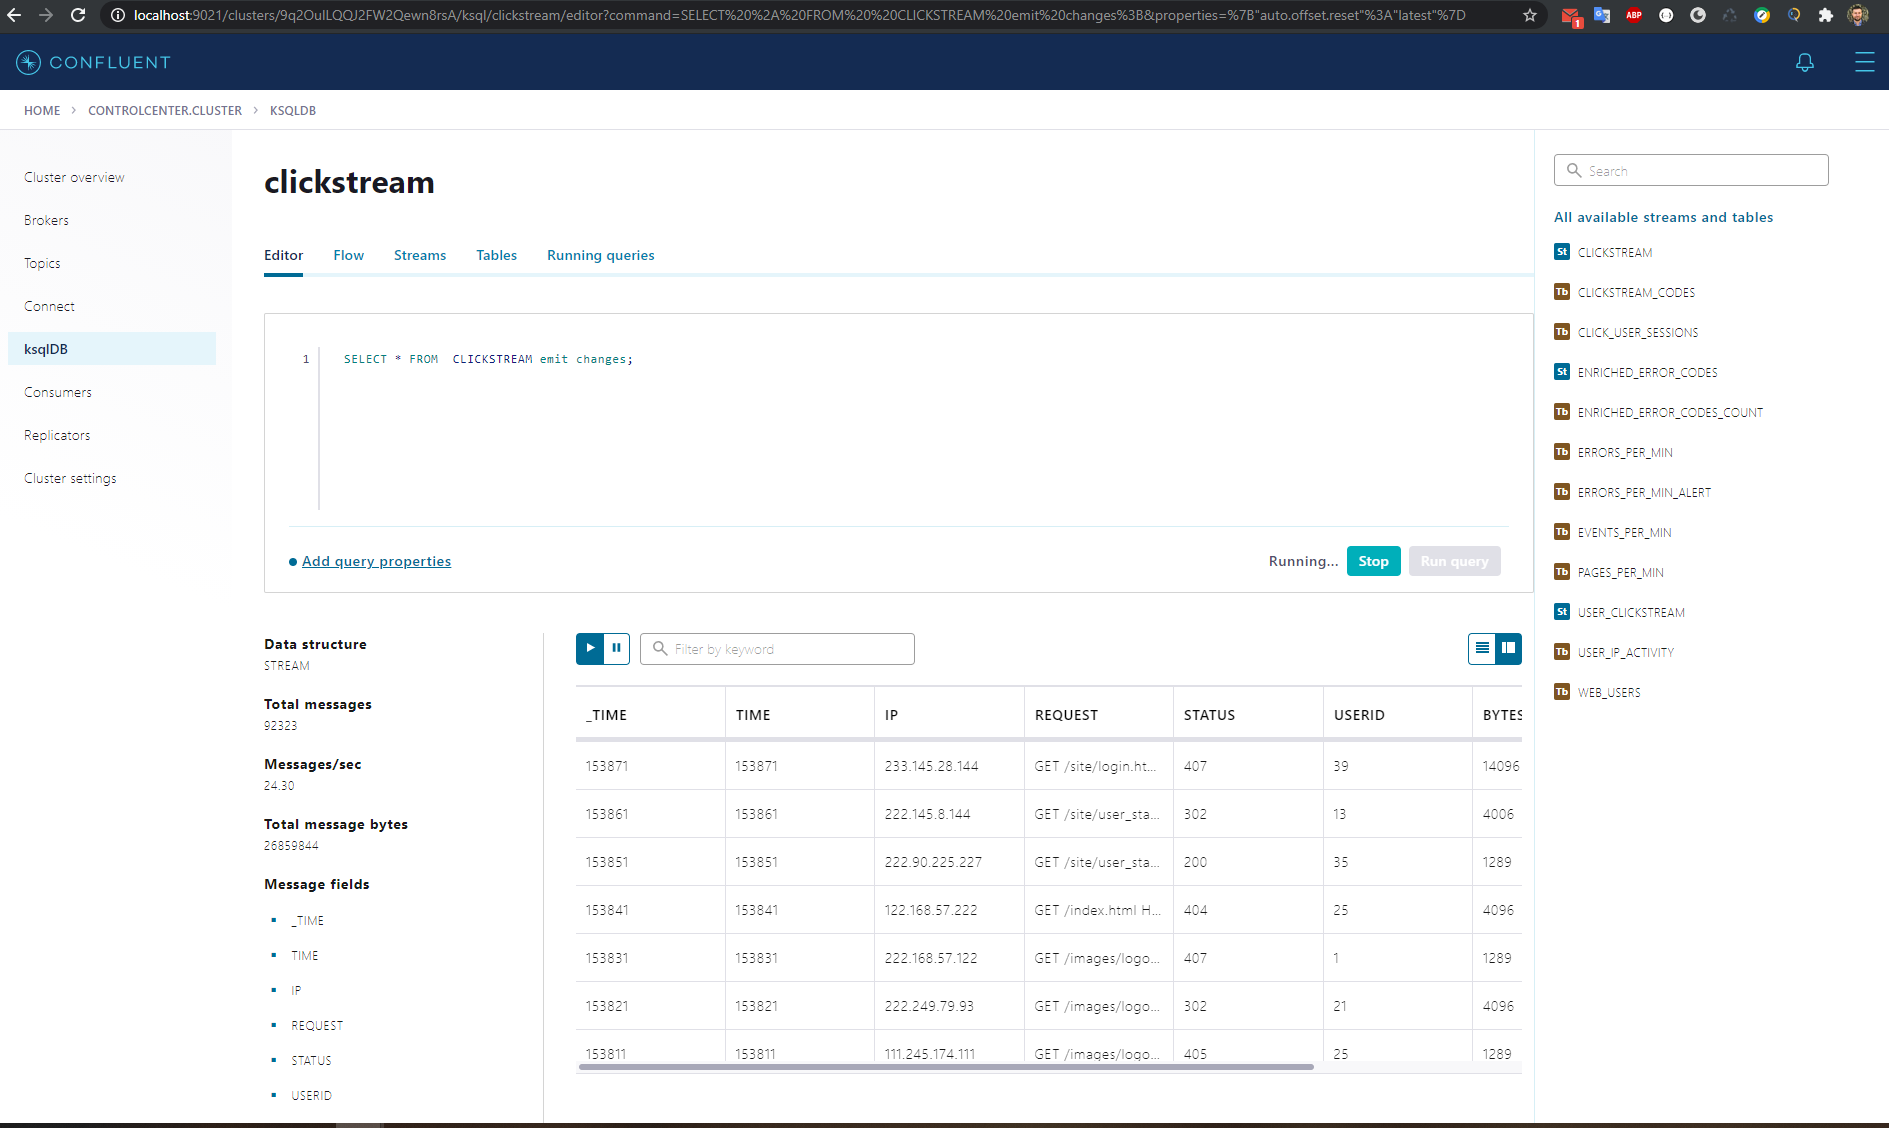 localhost:9021/clusters/9q2OuILQQJ2FW2Qewn8rsA/ksql/clickstream/editor?command=SELECT%20%2A%20FROM%20%20CLICKSTREAM%20emit%20changes%3B&properties=%7B"auto.offset.reset"%3A"latest"%7D
1
ABP
CONFLUENT
HOME > CONTROLCENTER.CLUSTER > KSQLDB
Cluster overview
Brokers
Topics
Connect
ksqlDB
Consumers
Replicators
Cluster settings
clickstream
Editor Flow Streams Tables Running queries
1 SELECT * FROM  CLICKSTREAM emit changes;
Add query properties
Running... Stop Run query
Data structure
STREAM
Total messages
92323
Messages/sec
24.30
Total message bytes
26859844
Message fields
_TIME
TIME
IP
REQUEST
STATUS
USERID
Filter by keyword
_TIME TIME IP REQUEST STATUS USERID BYTES
153871 153871 233.145.28.144 GET /site/login.ht... 407 39 14096
153861 153861 222.145.8.144 GET /site/user_sta... 302 13 4006
153851 153851 222.90.225.227 GET /site/user_sta... 200 35 1289
153841 153841 122.168.57.222 GET /index.html H... 404 25 4096
153831 153831 222.168.57.122 GET /images/logo... 407 1 1289
153821 153821 222.249.79.93 GET /images/logo... 302 21 4096
153811 153811 111.245.174.111 GET /images/logo... 405 25 1289
Search
All available streams and tables
St CLICKSTREAM
Tb CLICKSTREAM_CODES
Tb CLICK_USER_SESSIONS
St ENRICHED_ERROR_CODES
Tb ENRICHED_ERROR_CODES_COUNT
Tb ERRORS_PER_MIN
Tb ERRORS_PER_MIN_ALERT
Tb EVENTS_PER_MIN
Tb PAGES_PER_MIN
St USER_CLICKSTREAM
Tb USER_IP_ACTIVITY
Tb WEB_USERS